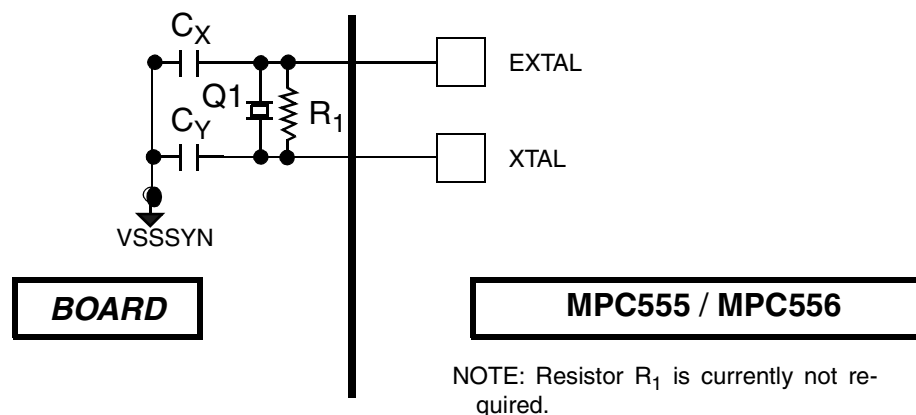 CX
EXTAL
Q1
R1
CY
XTAL
VSSSYN
BOARD
MPC555 / MPC556
NOTE: Resistor R1 is currently not re-
quired.